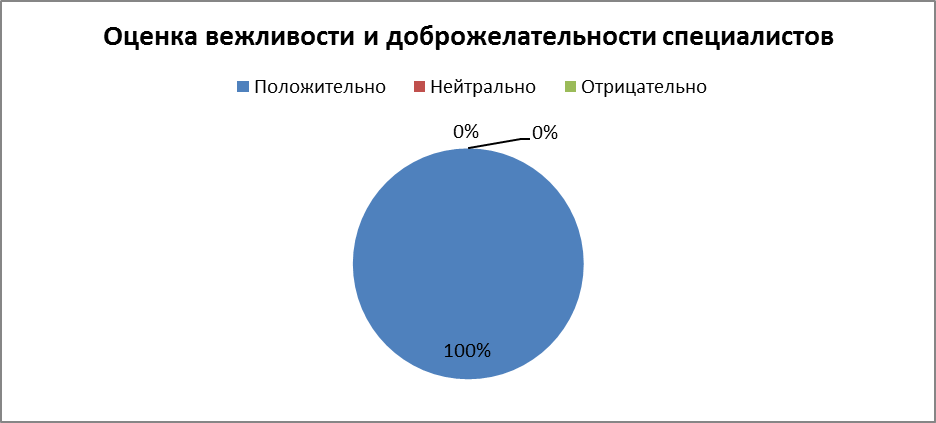 Оценка вежливости и доброжелательности специалистов
Положительно Нейтрально Отрицательно
0% 0%
100%